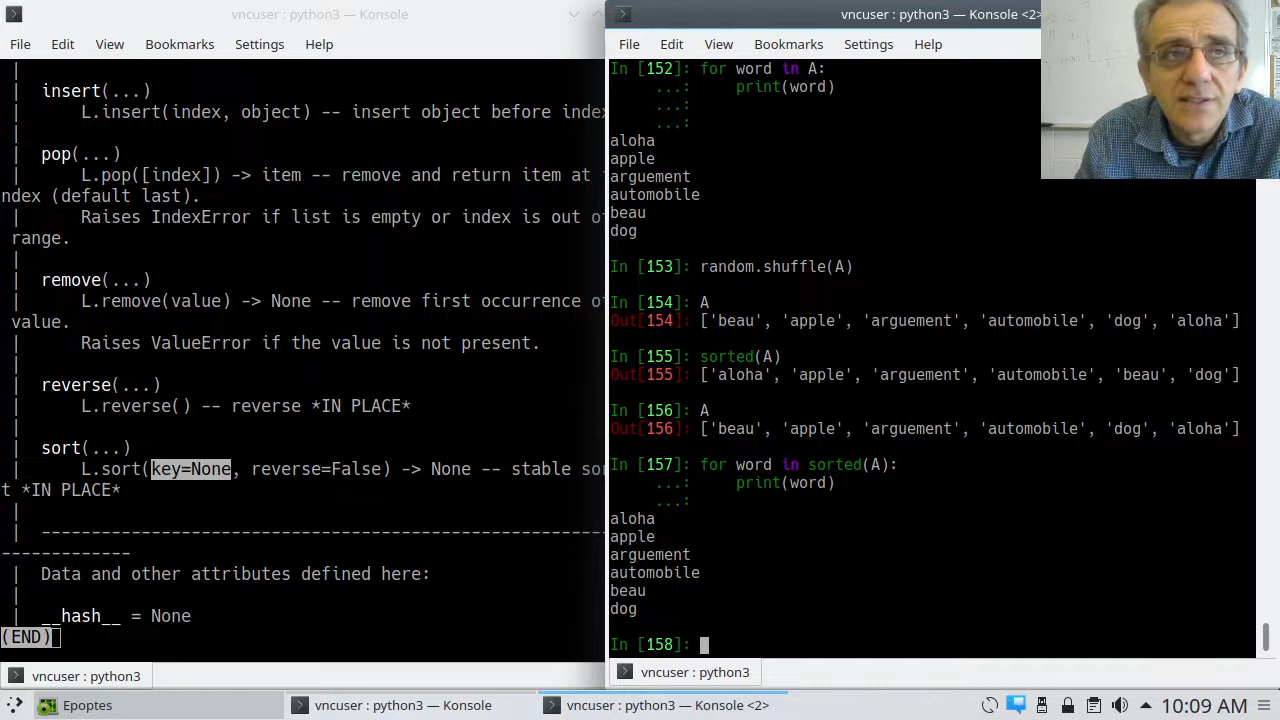 vncuser : python3 — Konsole
File Edit View Bookmarks Settings Help
|
| insert(...)
| L.insert(index, object) -- insert object before index
|
| pop(...)
| L.pop([index]) -> item -- remove and return item at
ndex (default last).
| Raises IndexError if list is empty or index is out o
range.
|
| remove(...)
| L.remove(value) -> None -- remove first occurrence o
value.
| Raises ValueError if the value is not present.
|
| reverse(...)
| L.reverse() -- reverse *IN PLACE*
|
| sort(...)
| L.sort(key=None, reverse=False) -> None -- stable so
t *IN PLACE*
|
| ---------------------------------------------------------
-------------
| Data and other attributes defined here:
|
| __hash__ = None
(END)
vncuser : python3
vncuser : python3 — Konsole <2>
File Edit View Bookmarks Settings Help
In [152]: for word in A:
...: print(word)
...:
...:
aloha
apple
arguement
automobile
beau
dog
In [153]: random.shuffle(A)
In [154]: A
Out[154]: ['beau', 'apple', 'arguement', 'automobile', 'dog', 'aloha']
In [155]: sorted(A)
Out[155]: ['aloha', 'apple', 'arguement', 'automobile', 'beau', 'dog']
In [156]: A
Out[156]: ['beau', 'apple', 'arguement', 'automobile', 'dog', 'aloha']
In [157]: for word in sorted(A):
...: print(word)
...:
aloha
apple
arguement
automobile
beau
dog
In [158]:
vncuser : python3
Epoptes
vncuser : python3 — Konsole
vncuser : python3 — Konsole <2>
10:09 AM